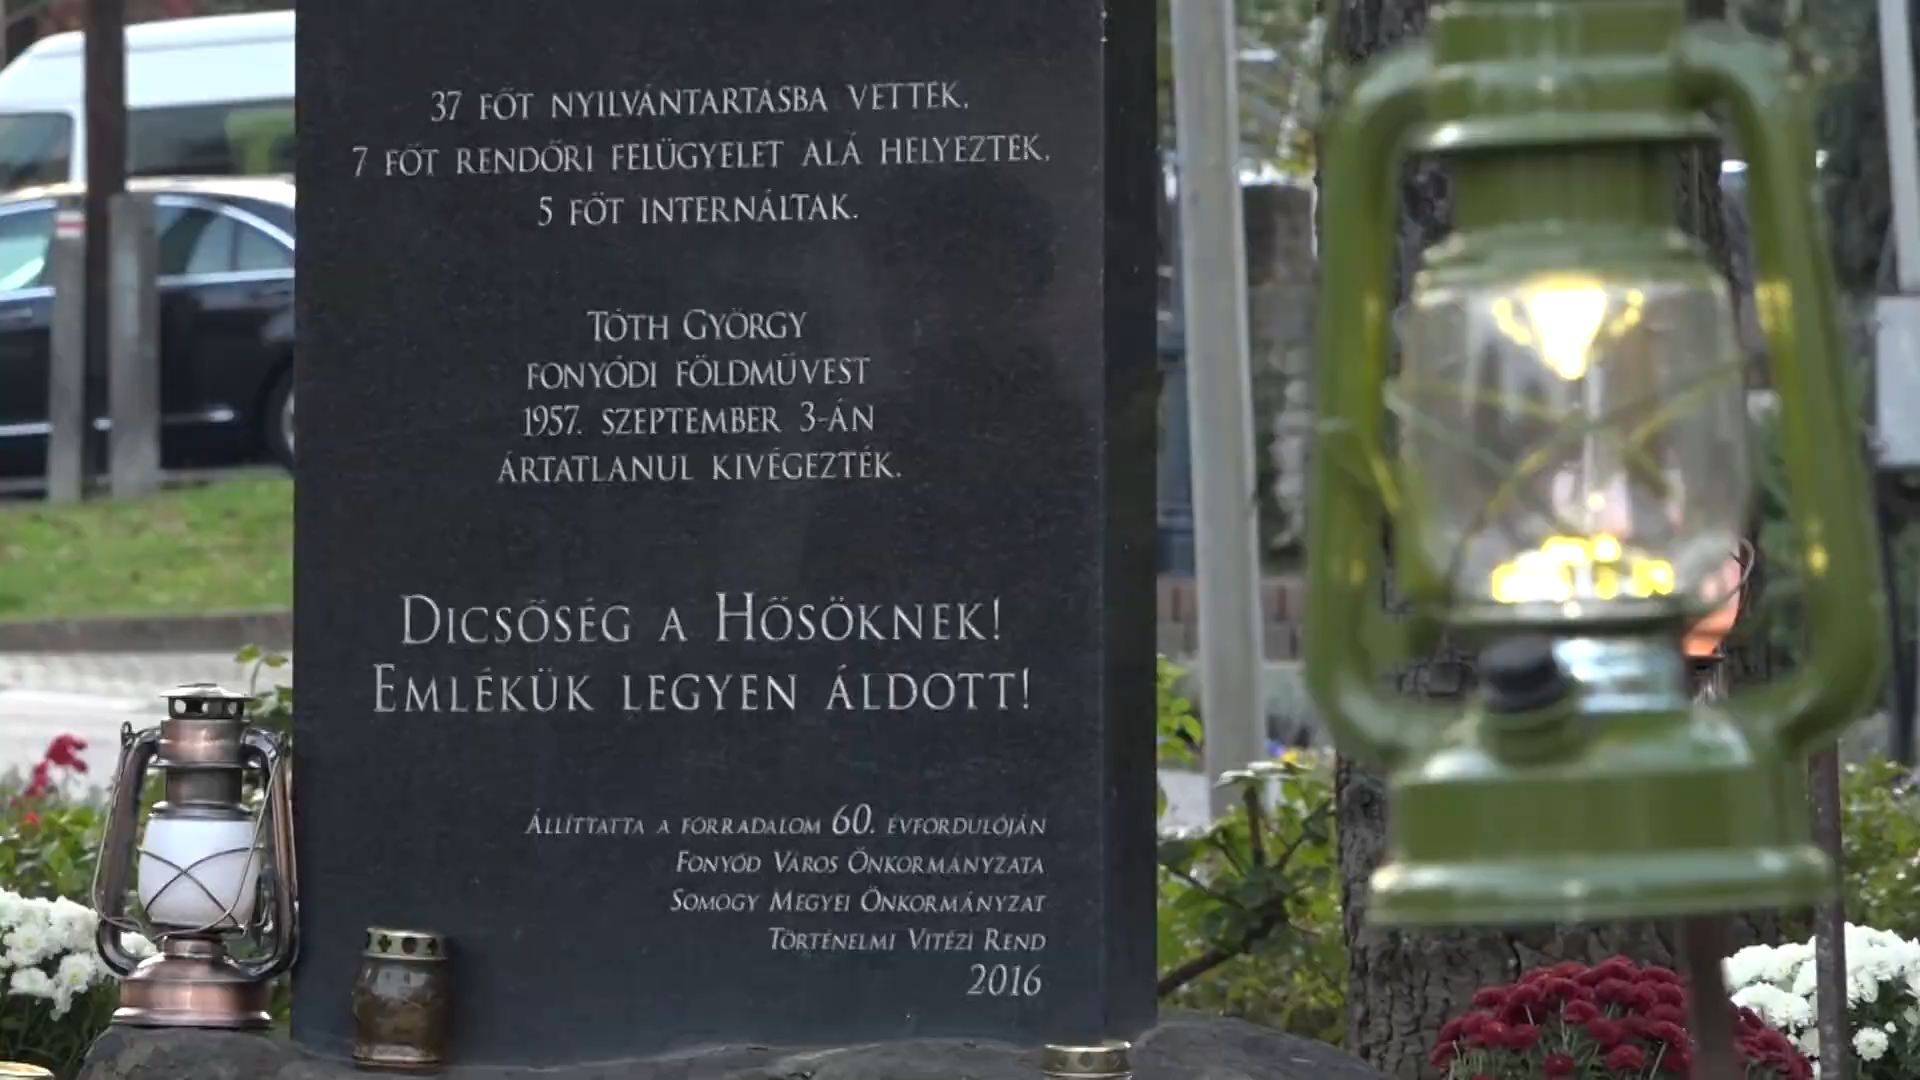 37 FŐT NYILVÁNTARTÁSBA VETTEK,
7 FŐT RENDŐRI FELÜGYELET ALÁ HELYEZTEK,
5 FŐT INTERNÁLTAK.
TÓTH GYÖRGY
FONYÓDI FÖLDMŰVEST
1957. SZEPTEMBER 3-ÁN
ÁRTATLANUL KIVÉGEZTÉK.
DICSŐSÉG A HŐSÖKNEK!
EMLÉKÜK LEGYEN ÁLDOTT!
ÁLLÍTTATTA A FORRADALOM 60. ÉVFORDULÓJÁN
FONYÓD VÁROS ÖNKORMÁNYZATA
SOMOGY MEGYEI ÖNKORMÁNYZAT
TÖRTÉNELMI VITÉZI REND
2016